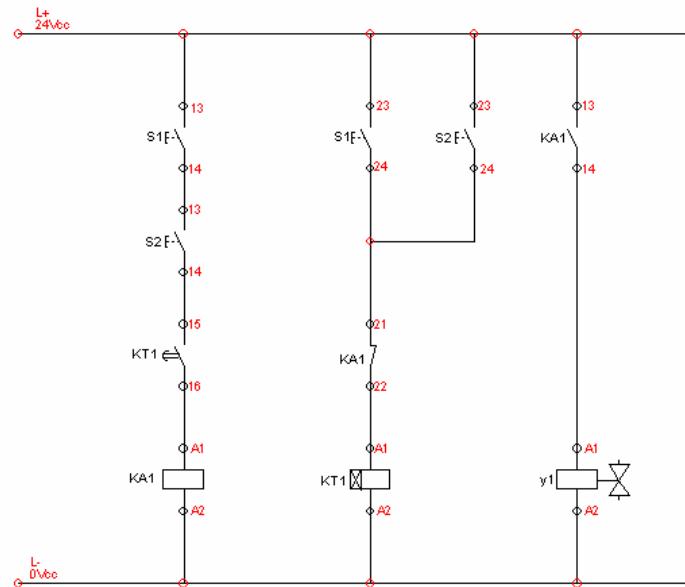 L+
24Vcc
13 23 23 13
S1 S1 S2 KA1
14 24 24 14
13
S2
14
15 21
KT1 KA1
16 22
A1 A1 A1
KA1 KT1 y1
A2 A2 A2
L-
0Vcc